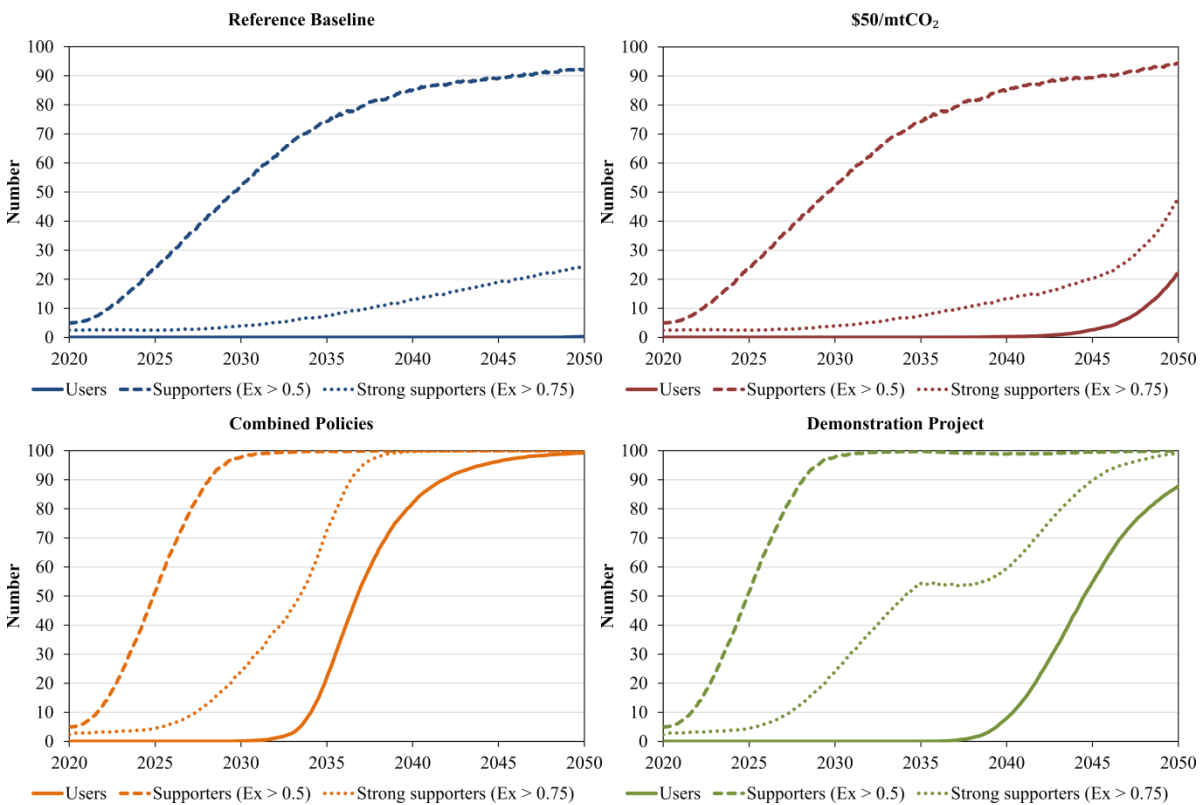 Reference Baseline
Number
100
90
80
70
60
50
40
30
20
10
0
2020 2025 2030 2035 2040 2045 2050
Users Supporters (Ex > 0.5) Strong supporters (Ex > 0.75)
$50/mtCO₂
Number
100
90
80
70
60
50
40
30
20
10
0
2020 2025 2030 2035 2040 2045 2050
Users Supporters (Ex > 0.5) Strong supporters (Ex > 0.75)
Combined Policies
Number
100
90
80
70
60
50
40
30
20
10
0
2020 2025 2030 2035 2040 2045 2050
Users Supporters (Ex > 0.5) Strong supporters (Ex > 0.75)
Demonstration Project
Number
100
90
80
70
60
50
40
30
20
10
0
2020 2025 2030 2035 2040 2045 2050
Users Supporters (Ex > 0.5) Strong supporters (Ex > 0.75)